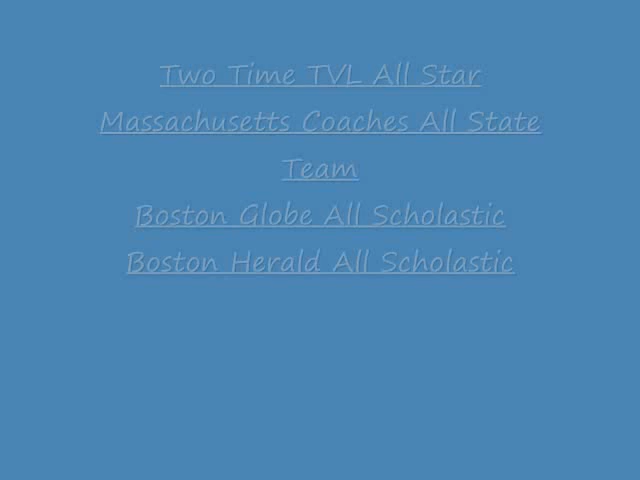 Two Time TVL All Star
Massachusetts Coaches All State
Team
Boston Globe All Scholastic
Boston Herald All Scholastic